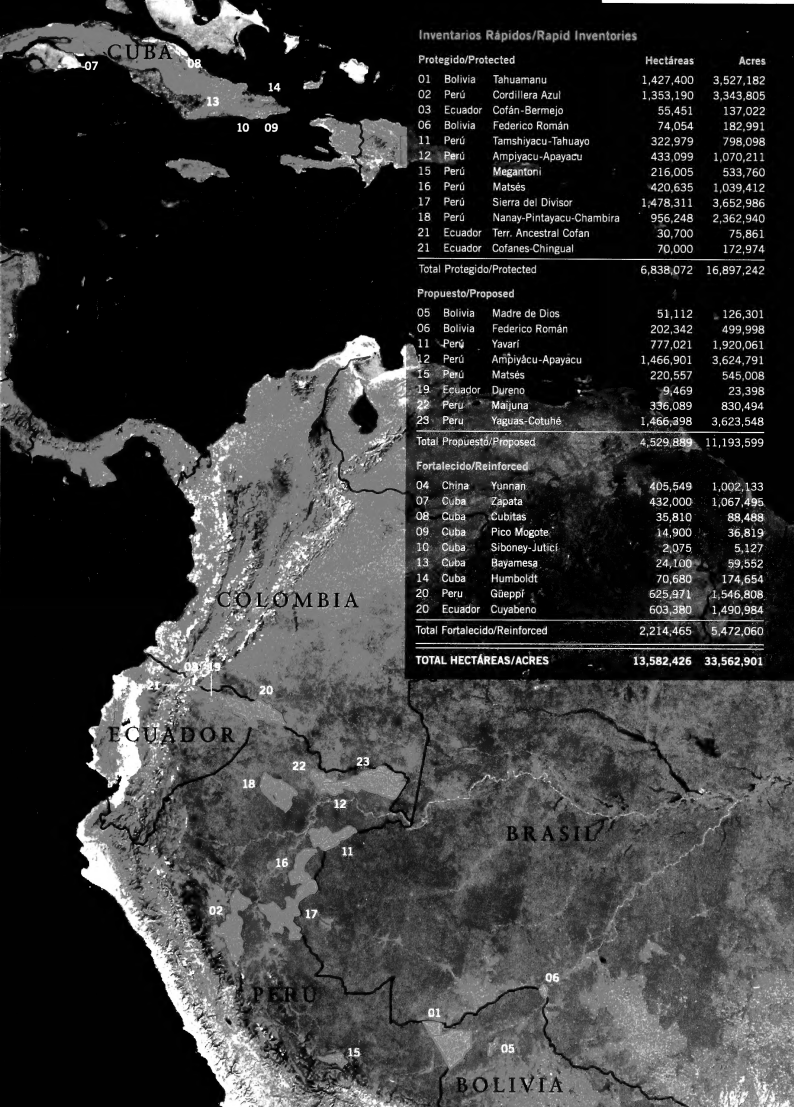 Inventarios Rápidos/Rapid Inventories
Protegido/Protected Hectáreas Acres
01 Bolivia Tahuamanu 1,427,400 3,527,182
02 Perú Cordillera Azul 1,353,190 3,343,805
03 Ecuador Cofán-Bermejo 55,451 137,022
06 Bolivia Federico Román 74,054 182,991
11 Perú Tamshiyacu-Tahuayo 322,979 798,098
12 Perú Ampiyacu-Apayacu 433,099 1,070,211
15 Perú Megantoni 216,005 533,760
16 Perú Matsés 420,635 1,039,412
17 Perú Sierra del Divisor 1,478,311 3,652,986
18 Perú Nanay-Pintayacu-Chambira 956,248 2,362,940
21 Ecuador Terr. Ancestral Cofan 30,700 75,861
21 Ecuador Cofanes-Chingual 70,000 172,974
Total Protegido/Protected 6,838,072 16,897,242
Propuesto/Proposed
05 Bolivia Madre de Dios 51,112 126,301
06 Bolivia Federico Román 202,342 499,998
11 Perú Yavarí 777,021 1,920,061
12 Perú Ampiyacu-Apayacu 1,466,901 3,624,791
15 Perú Matsés 220,557 545,008
19 Ecuador Dureno 9,469 23,398
22 Peru Maijuna 336,089 830,494
23 Peru Yaguas-Cotuhé 1,466,398 3,623,548
Total Propuesto/Proposed 4,529,889 11,193,599
Fortalecido/Reinforced
04 China Yunnan 405,549 1,002,133
07 Cuba Zapata 432,000 1,067,495
08 Cuba Cubitas 35,810 88,488
09 Cuba Pico Mogote 14,900 36,819
10 Cuba Siboney-Juticí 2,075 5,127
13 Cuba Bayamesa 24,100 59,552
14 Cuba Humboldt 70,680 174,654
20 Peru Güeppí 625,971 1,546,808
20 Ecuador Cuyabeno 603,380 1,490,984
Total Fortalecido/Reinforced 2,214,465 5,472,060
TOTAL HECTÁREAS/ACRES 13,582,426 33,562,901
CUBA
07
08
14
13
10 09
COLOMBIA
03 19
21
20
ECUADOR
22 23
18
12
BRASIL
11
16
02
17
06
PERÚ
01
05
15
BOLIVIA